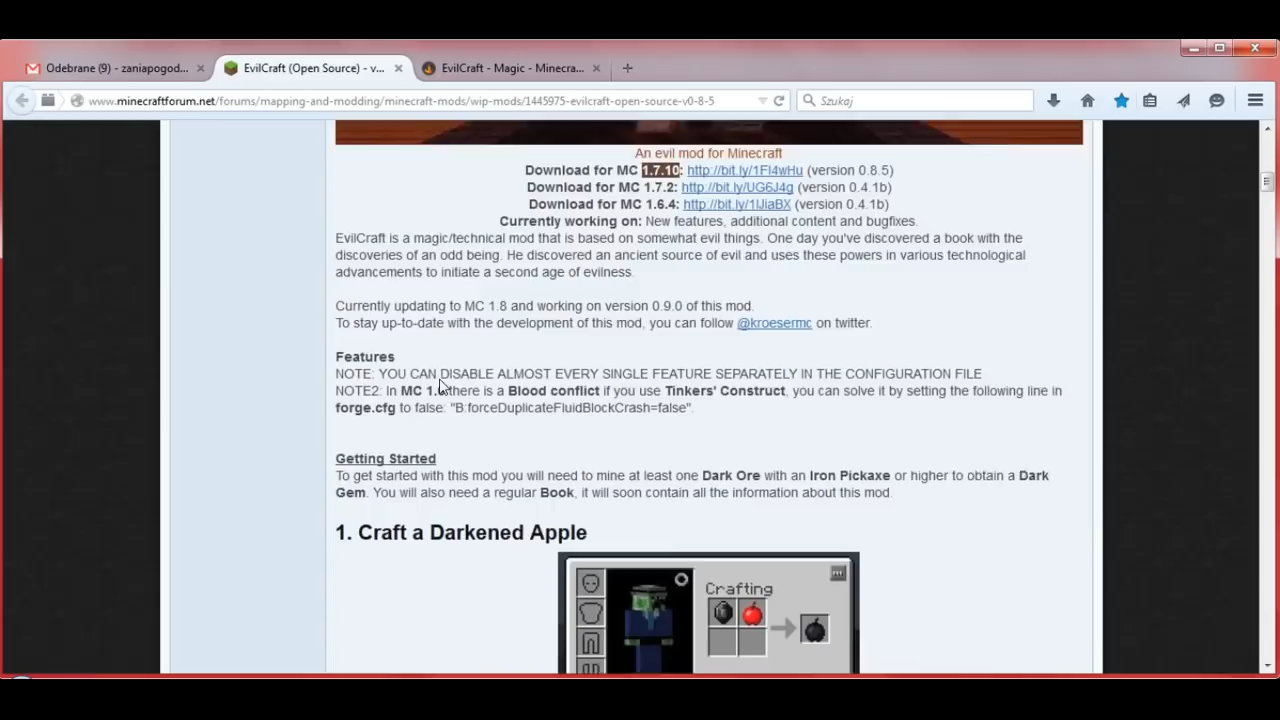 Odebrane (9) - zaniapogod...
EvilCraft (Open Source) - v...
EvilCraft - Magic - Minecra...
www.minecraftforum.net/forums/mapping-and-modding/minecraft-mods/wip-mods/1445975-evilcraft-open-source-v0-8-5
Szukaj
An evil mod for Minecraft
Download for MC 1.7.10: http://bit.ly/1FI4wHu (version 0.8.5)
Download for MC 1.7.2: http://bit.ly/UG6J4g (version 0.4.1b)
Download for MC 1.6.4: http://bit.ly/1lJiaBX (version 0.4.1b)
Currently working on: New features, additional content and bugfixes.
EvilCraft is a magic/technical mod that is based on somewhat evil things. One day you've discovered a book with the
discoveries of an odd being. He discovered an ancient source of evil and uses these powers in various technological
advancements to initiate a second age of evilness.
Currently updating to MC 1.8 and working on version 0.9.0 of this mod.
To stay up-to-date with the development of this mod, you can follow @kroesermc on twitter.
Features
NOTE: YOU CAN DISABLE ALMOST EVERY SINGLE FEATURE SEPARATELY IN THE CONFIGURATION FILE
NOTE2: In MC 1. there is a Blood conflict if you use Tinkers' Construct, you can solve it by setting the following line in
forge.cfg to false: "B:forceDuplicateFluidBlockCrash=false".
Getting Started
To get started with this mod you will need to mine at least one Dark Ore with an Iron Pickaxe or higher to obtain a Dark
Gem. You will also need a regular Book, it will soon contain all the information about this mod.
1. Craft a Darkened Apple
Crafting